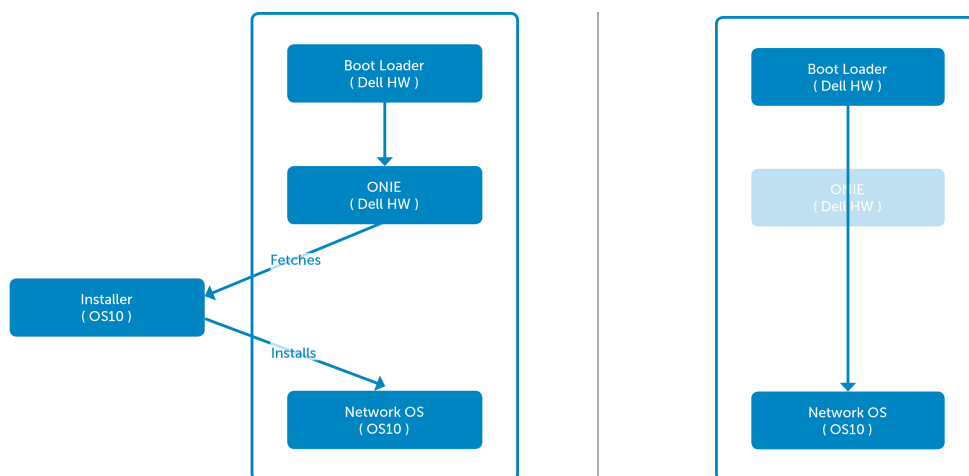 Boot Loader
( Dell HW )
ONIE
( Dell HW )
Fetches
Installer
( OS10 )
Installs
Network OS
( OS10 )
Boot Loader
( Dell HW )
ONIE
( Dell HW )
Network OS
( OS10 )